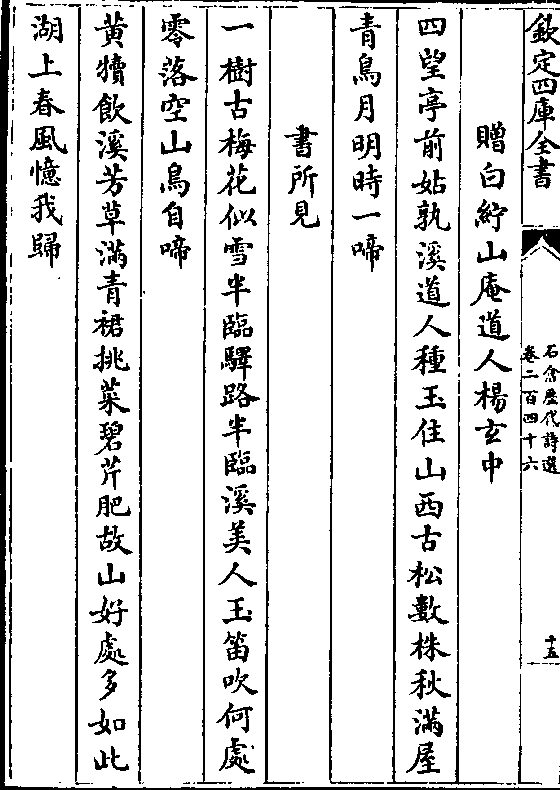 欽定四庫全書
石倉歷代詩選
卷二百四十六
十五
贈白紵山庵道人楊玄中
四望亭前姑孰溪道人種玉住山西古松數株秋滿屋
青鳥月明時一啼
書所見
一樹古梅花似雪半臨驛路半臨溪美人玉笛吹何處
零落空山鳥自啼
黄犢飲溪芳草滿青裙挑菜碧芹肥故山好處多如此
湖上春風憶我歸